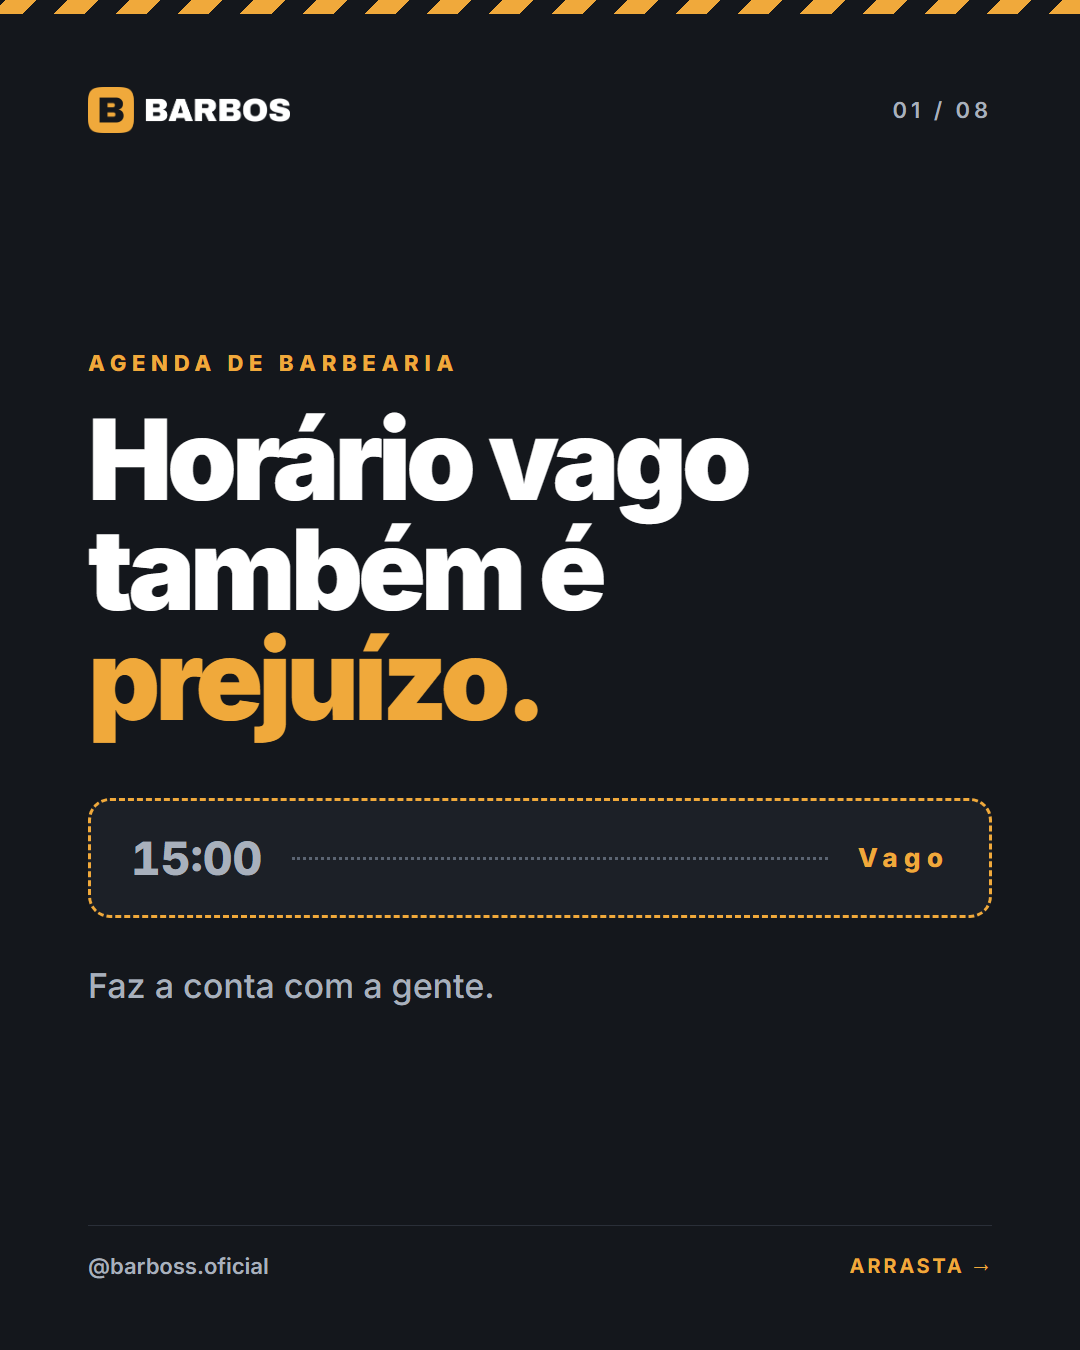 B BARBOS
01 / 08
AGENDA DE BARBEARIA
Horário vago
também é
prejuízo.
15:00 Vago
Faz a conta com a gente.
@barboss.oficial
ARRASTA →